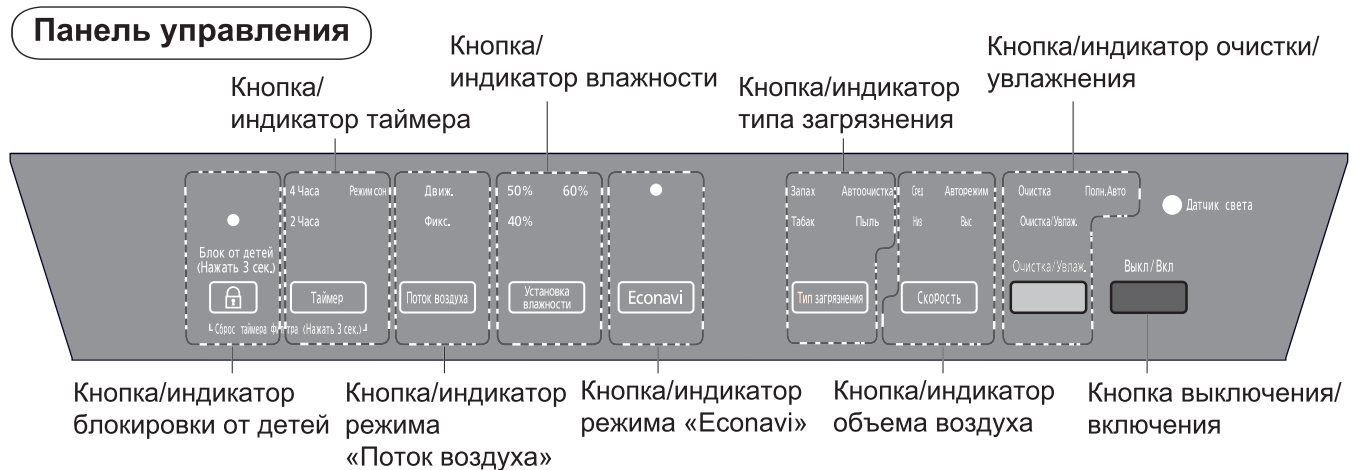 Панель управления
Кнопка/
индикатор таймера
Кнопка/
индикатор влажности
Кнопка/индикатор
типа загрязнения
Кнопка/индикатор очистки/
увлажнения
4 Часа Режим сон
2 Часа
Блок от детей
(Нажать 3 сек.)
Таймер
Сброс таймера фильтра (Нажать 3 сек.)
Движ.
Фикс.
Поток воздуха
50% 60%
40%
Установка
влажности
Econavi
Запах Автоочистка
Табак Пыль
Тип загрязнения
Сред Авторежим
Низ Выс
Скорость
Очистка Полн.Авто
Очистка/Увлаж.
Очистка/Увлаж.
Выкл/Вкл
Датчик света
Кнопка/индикатор
блокировки от детей
Кнопка/индикатор
режима
«Поток воздуха»
Кнопка/индикатор
режима «Econavi»
Кнопка/индикатор
объема воздуха
Кнопка выключения/
включения